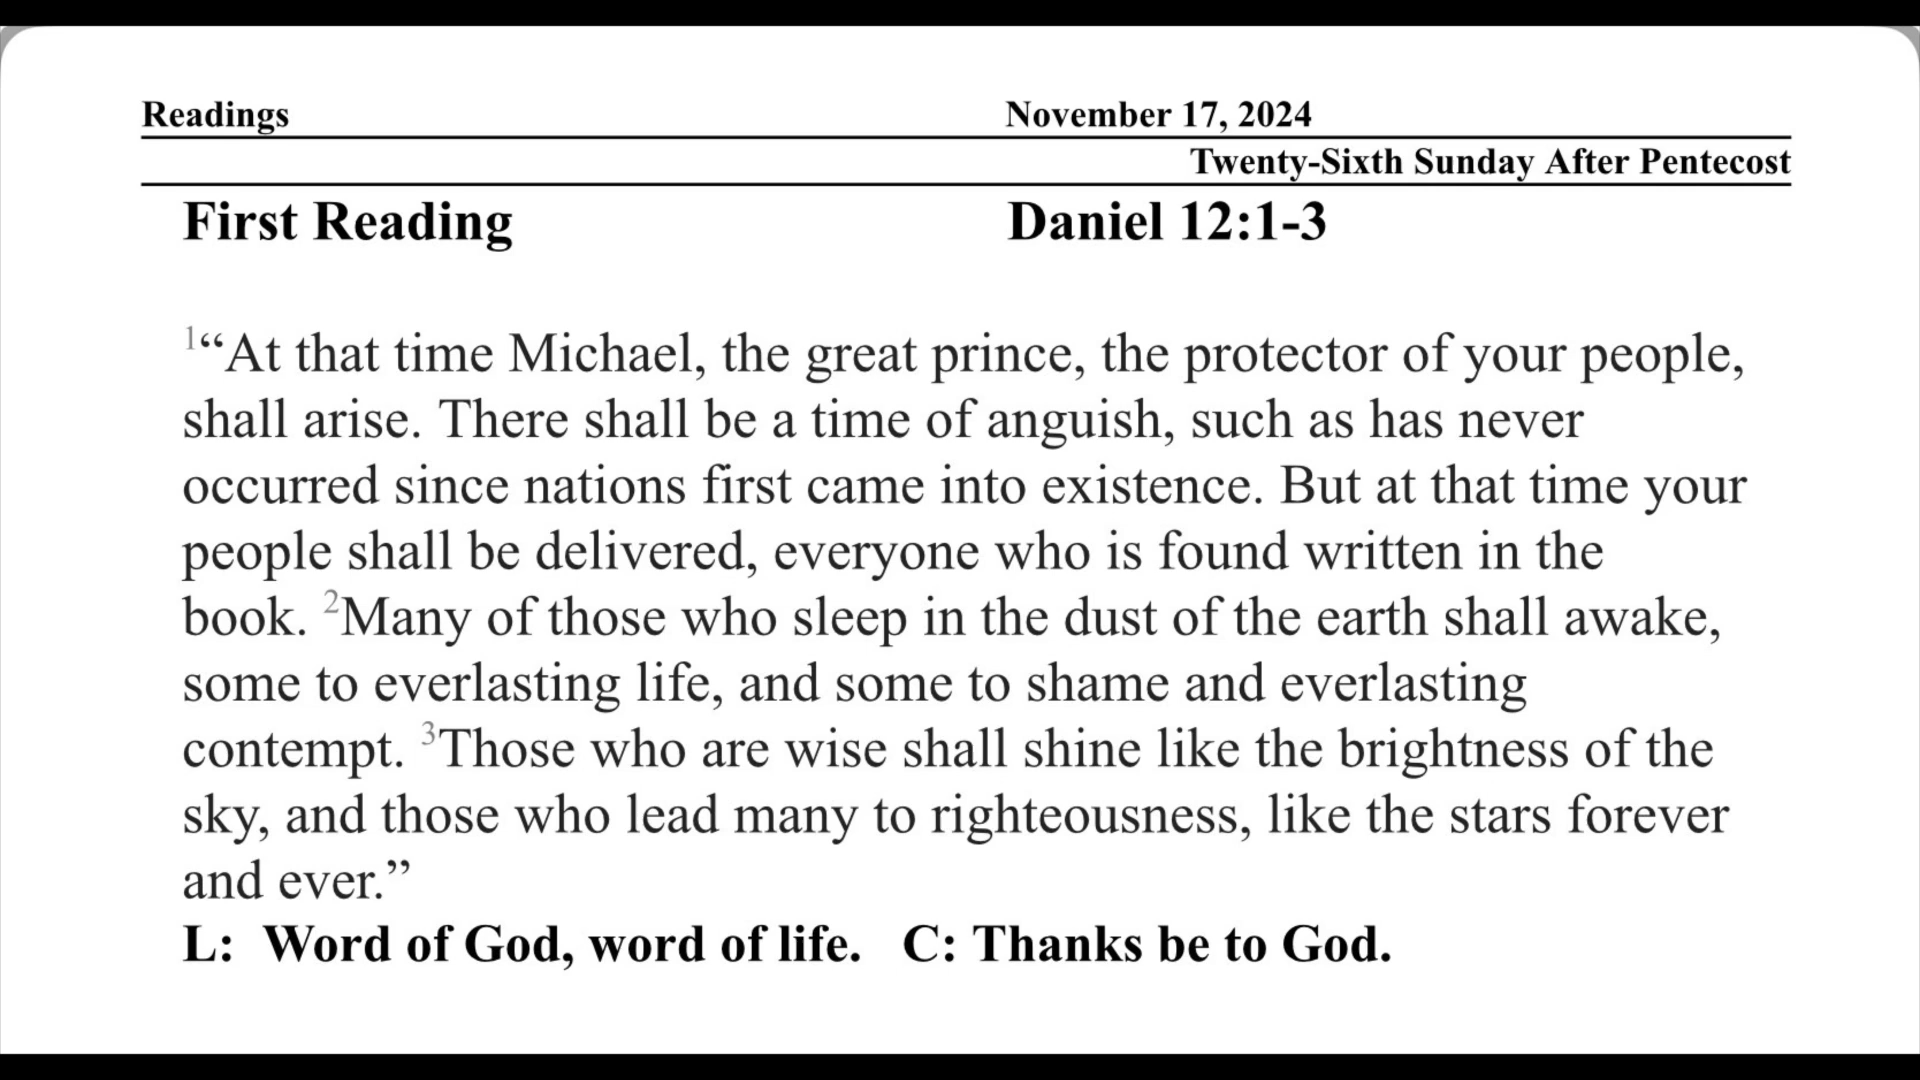 Readings November 17, 2024
Twenty-Sixth Sunday After Pentecost
First Reading Daniel 12:1-3
1“At that time Michael, the great prince, the protector of your people,
shall arise. There shall be a time of anguish, such as has never
occurred since nations first came into existence. But at that time your
people shall be delivered, everyone who is found written in the
book. 2Many of those who sleep in the dust of the earth shall awake,
some to everlasting life, and some to shame and everlasting
contempt. 3Those who are wise shall shine like the brightness of the
sky, and those who lead many to righteousness, like the stars forever
and ever.”
L: Word of God, word of life. C: Thanks be to God.